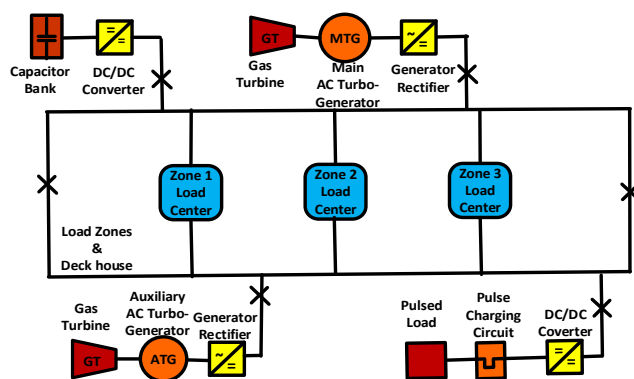 GT
MTG
~
=
=
=
Capacitor
Bank
DC/DC
Converter
Gas
Turbine
Main
AC Turbo-
Generator
Generator
Rectifier
Zone 1
Load
Center
Zone 2
Load
Center
Zone 3
Load
Center
Load Zones
&
Deck house
Gas
Turbine
Auxiliary
AC Turbo-
Generator
Generator
Rectifier
GT
ATG
~
=
Pulsed
Load
Pulse
Charging
Circuit
DC/DC
Coverter
=
=